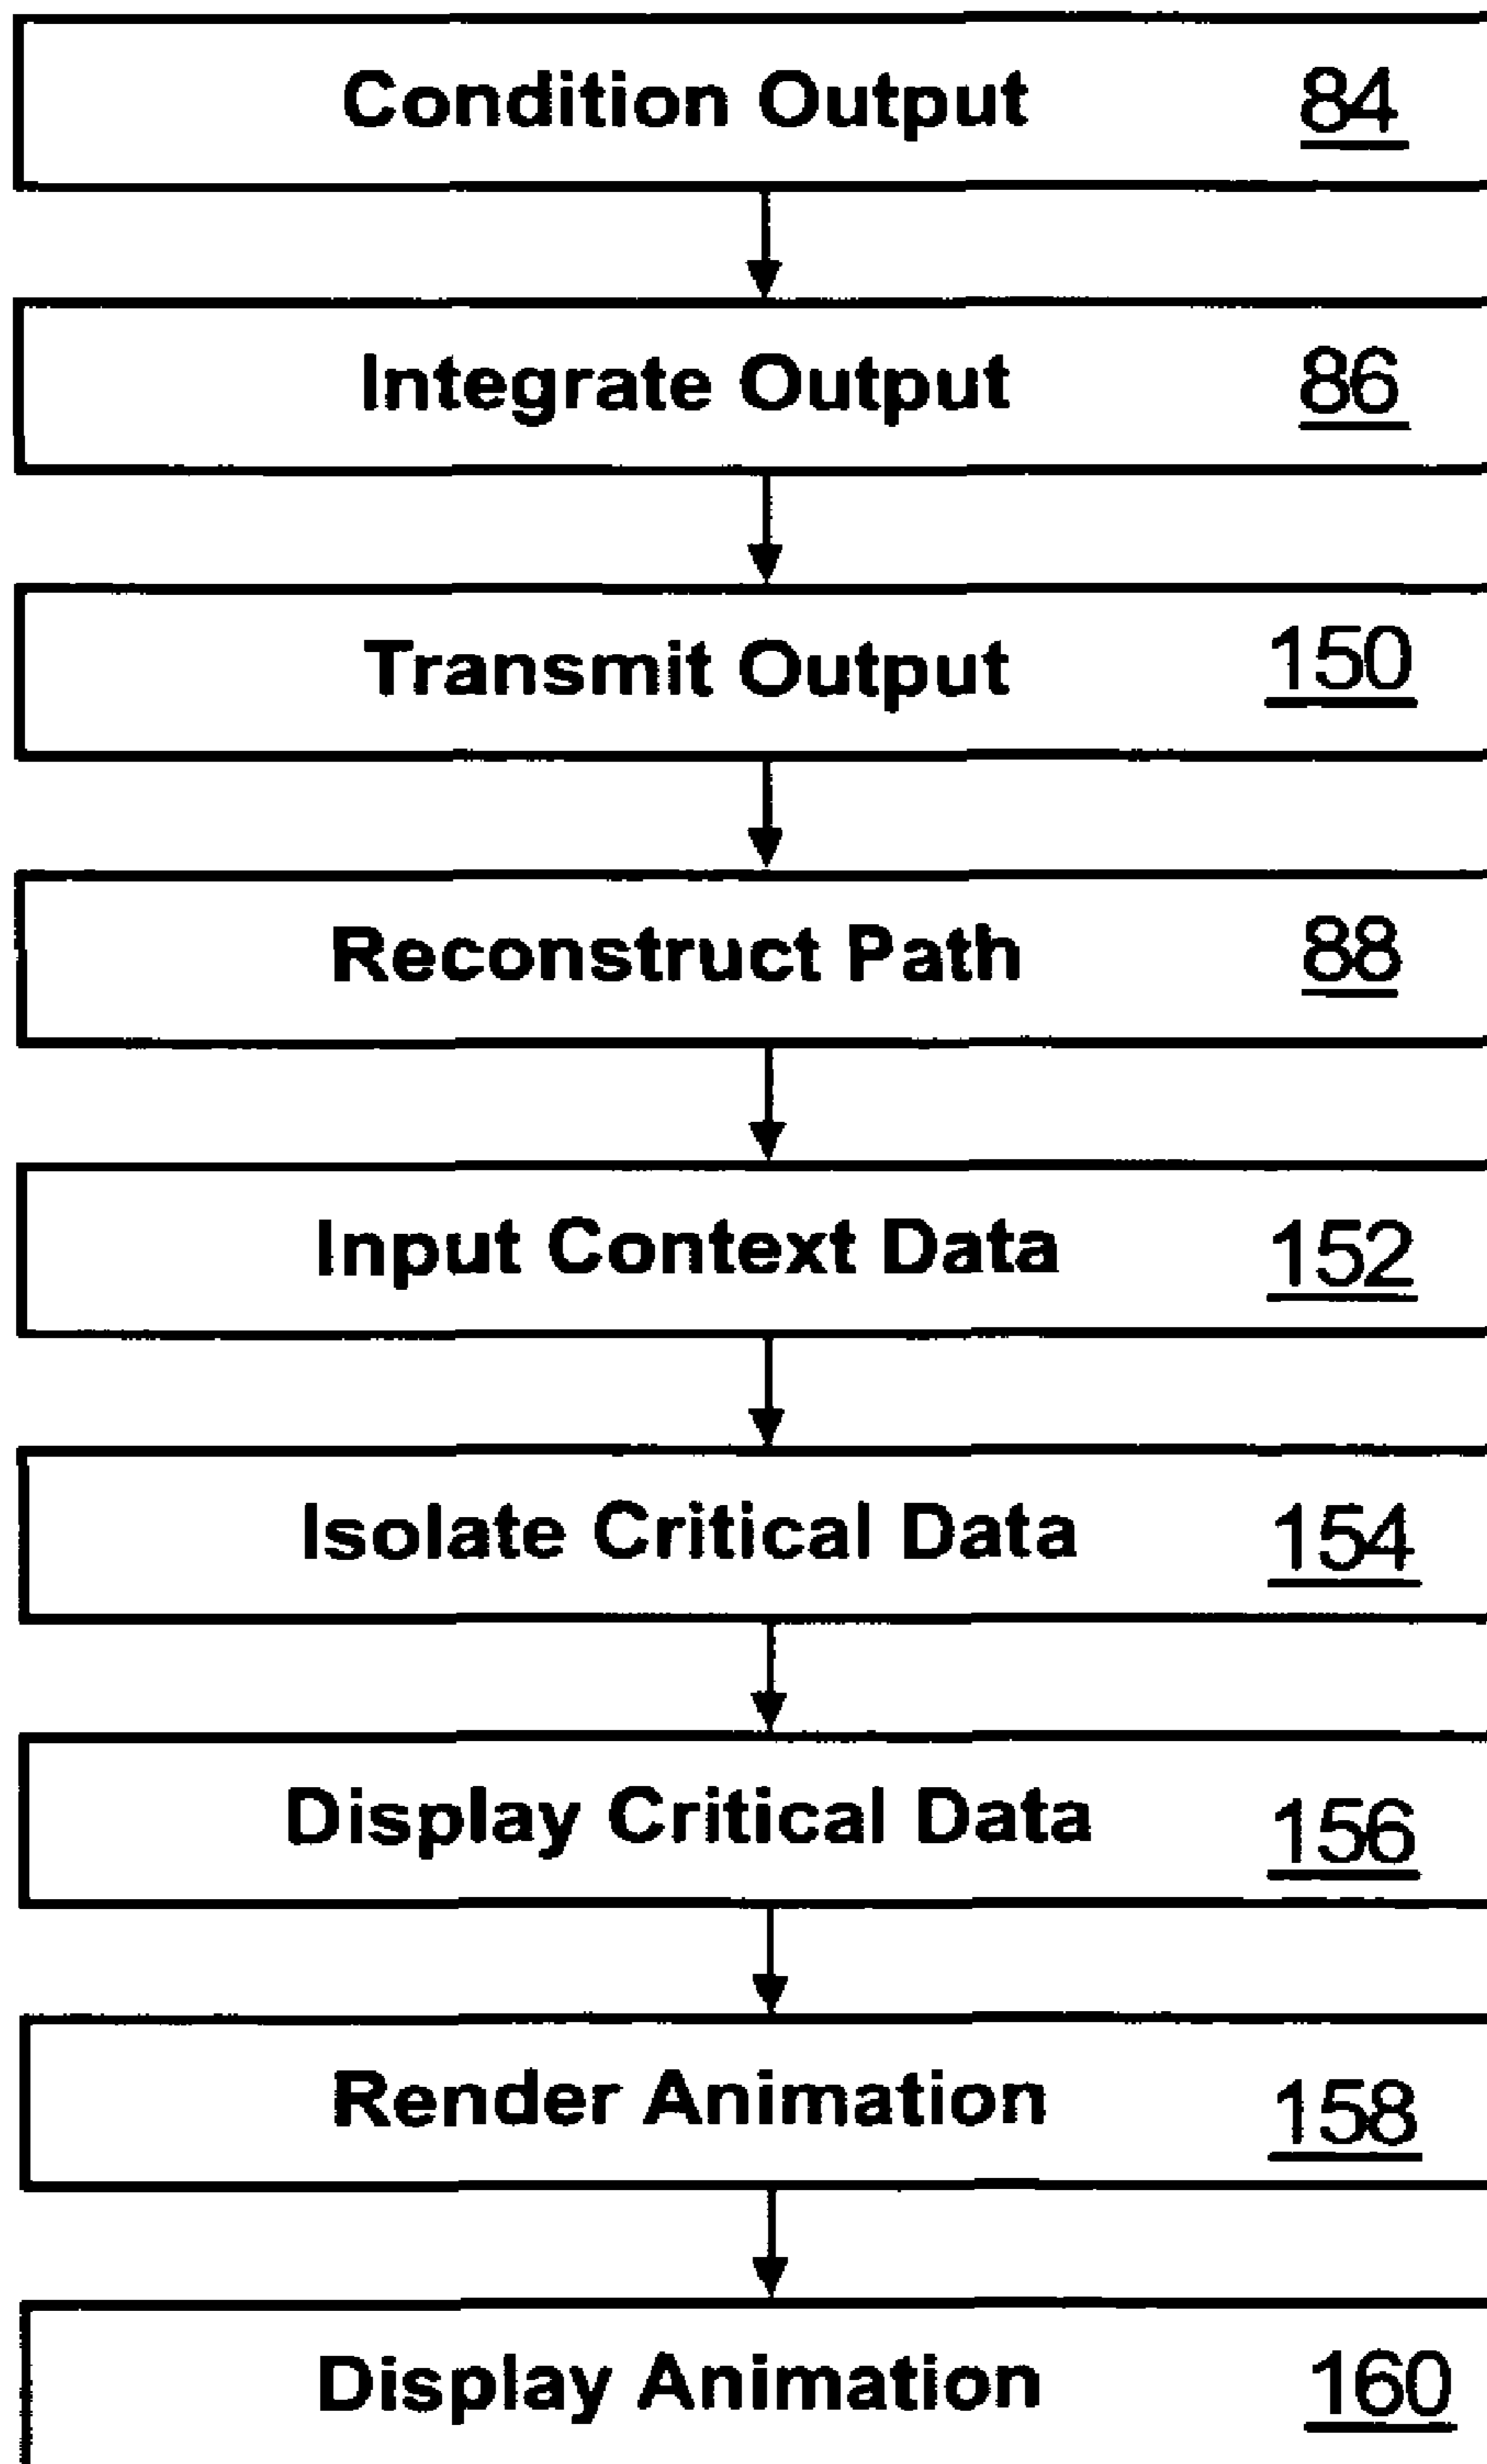 Condition Output 84
Integrate Output 86
Transmit Output 150
Reconstruct Path 88
Input Context Data 152
Isolate Critical Data 154
Display Critical Data 156
Render Animation 158
Display Animation 160